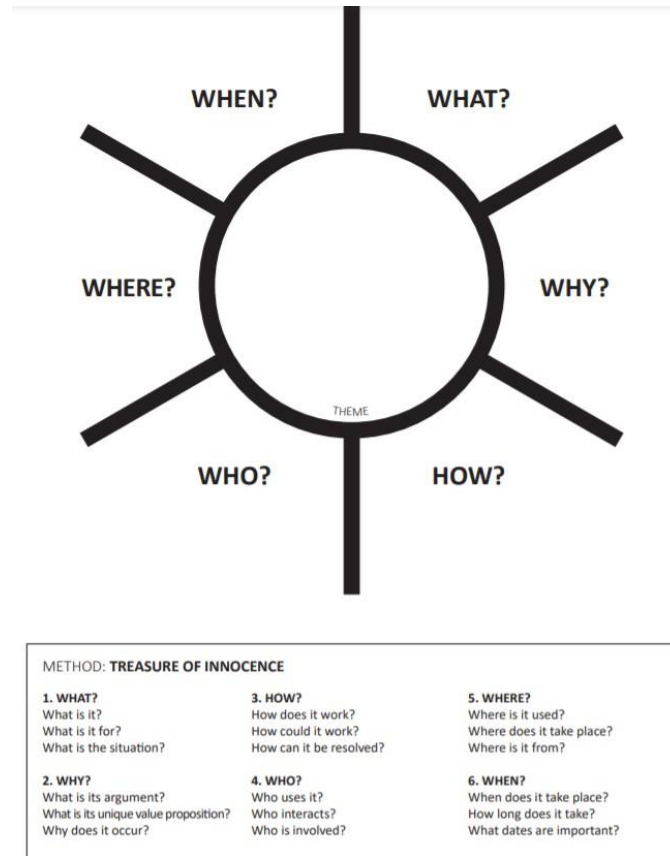 WHEN?
WHAT?
WHERE?
WHY?
THEME
WHO?
HOW?
METHOD: TREASURE OF INNOCENCE
1. WHAT?
What is it?
What is it for?
What is the situation?
2. WHY?
What is its argument?
What is its unique value proposition?
Why does it occur?
3. HOW?
How does it work?
How could it work?
How can it be resolved?
4. WHO?
Who uses it?
Who interacts?
Who is involved?
5. WHERE?
Where is it used?
Where does it take place?
Where is it from?
6. WHEN?
When does it take place?
How long does it take?
What dates are important?